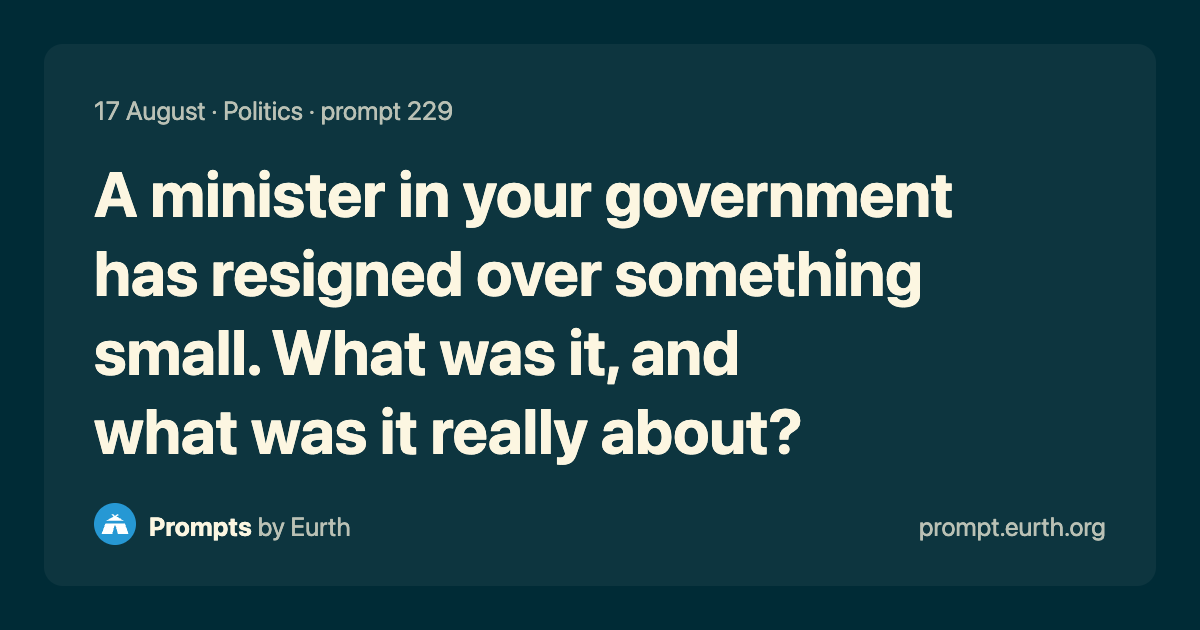 17 August · Politics · prompt 229
A minister in your government
has resigned over something
small. What was it, and
what was it really about?
Prompts by Eurth
prompt.eurth.org